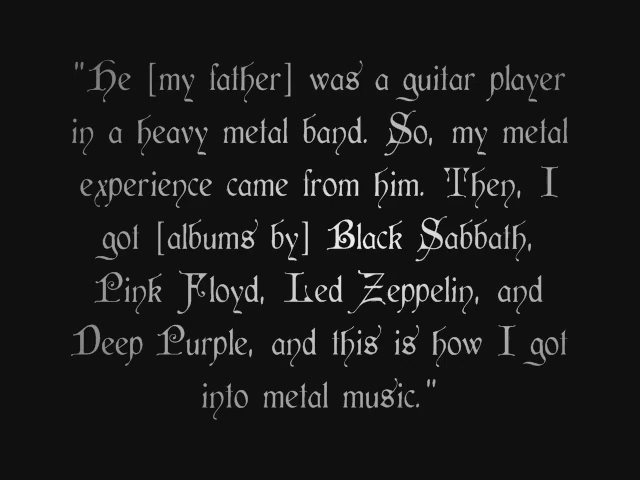 "He [my father] was a guitar player
in a heavy metal band. So, my metal
experience came from him. Then, I
got [albums by] Black Sabbath,
Pink Floyd, Led Zeppelin, and
Deep Purple, and this is how I got
into metal music."